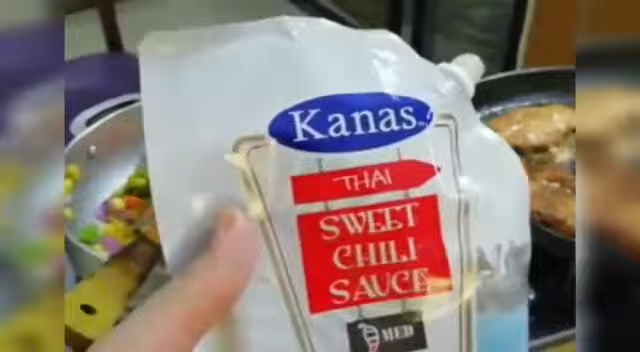 Kanas
THAI
SWEET
CHILI
SAUCE
MED